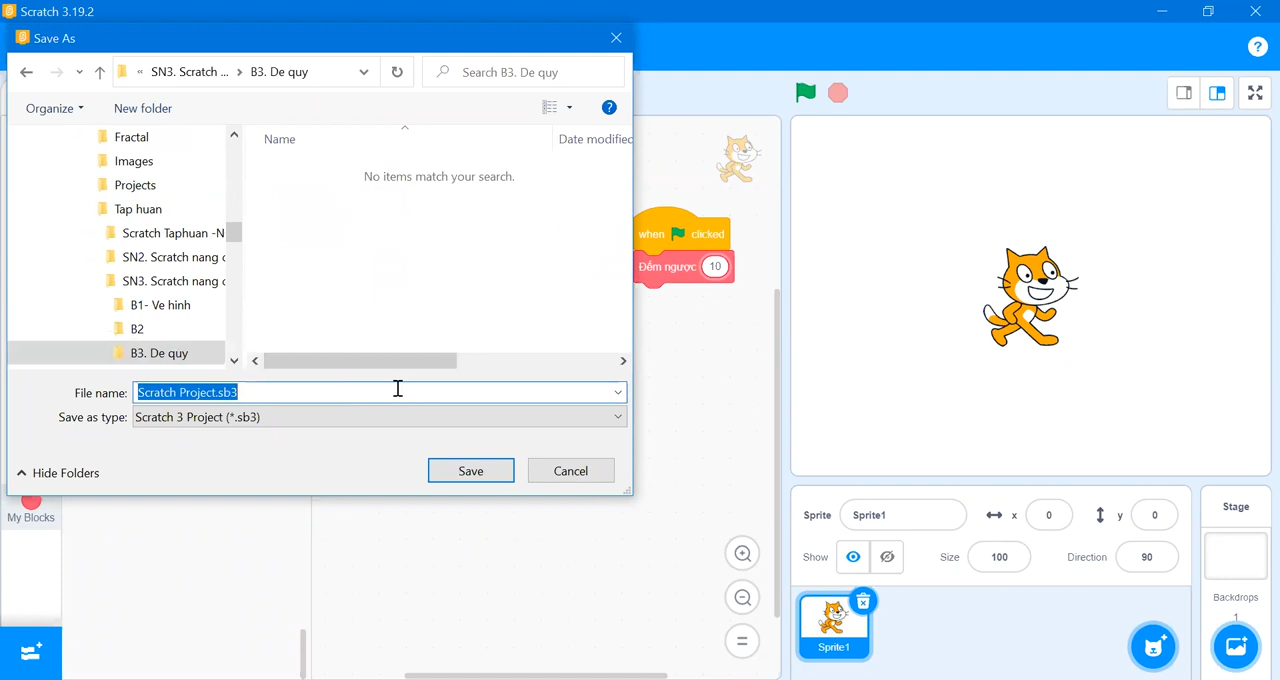 Scratch 3.19.2
Save As
« SN3. Scratch ... > B3. De quy
Search B3. De quy
Organize
New folder
Fractal
Images
Projects
Tap huan
Scratch Taphuan -N
SN2. Scratch nang c
SN3. Scratch nang c
B1- Ve hinh
B2
B3. De quy
Name
Date modified
No items match your search.
File name: Scratch Project.sb3
Save as type: Scratch 3 Project (*.sb3)
Hide Folders
Save
Cancel
when clicked
Đếm ngược 10
My Blocks
Sprite Sprite1 x 0 y 0
Show Size 100 Direction 90
Sprite1
Stage
Backdrops
1